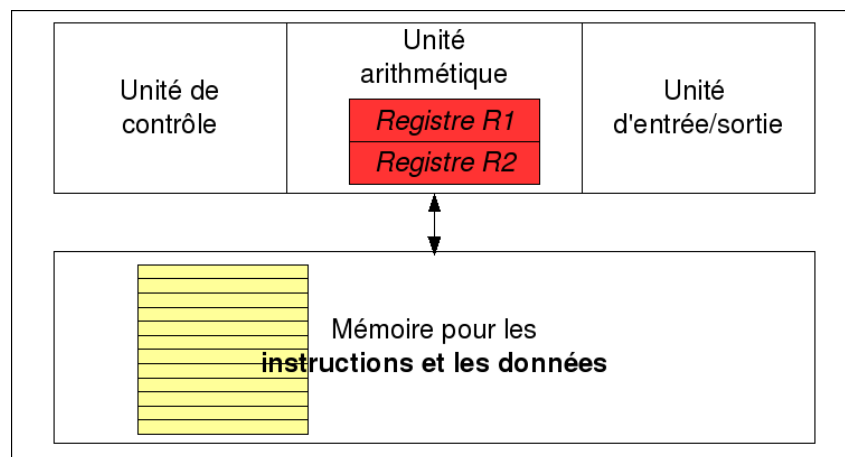 Unité de
contrôle
Unité
arithmétique
Registre R1
Registre R2
Unité
d'entrée/sortie
Mémoire pour les
instructions et les données